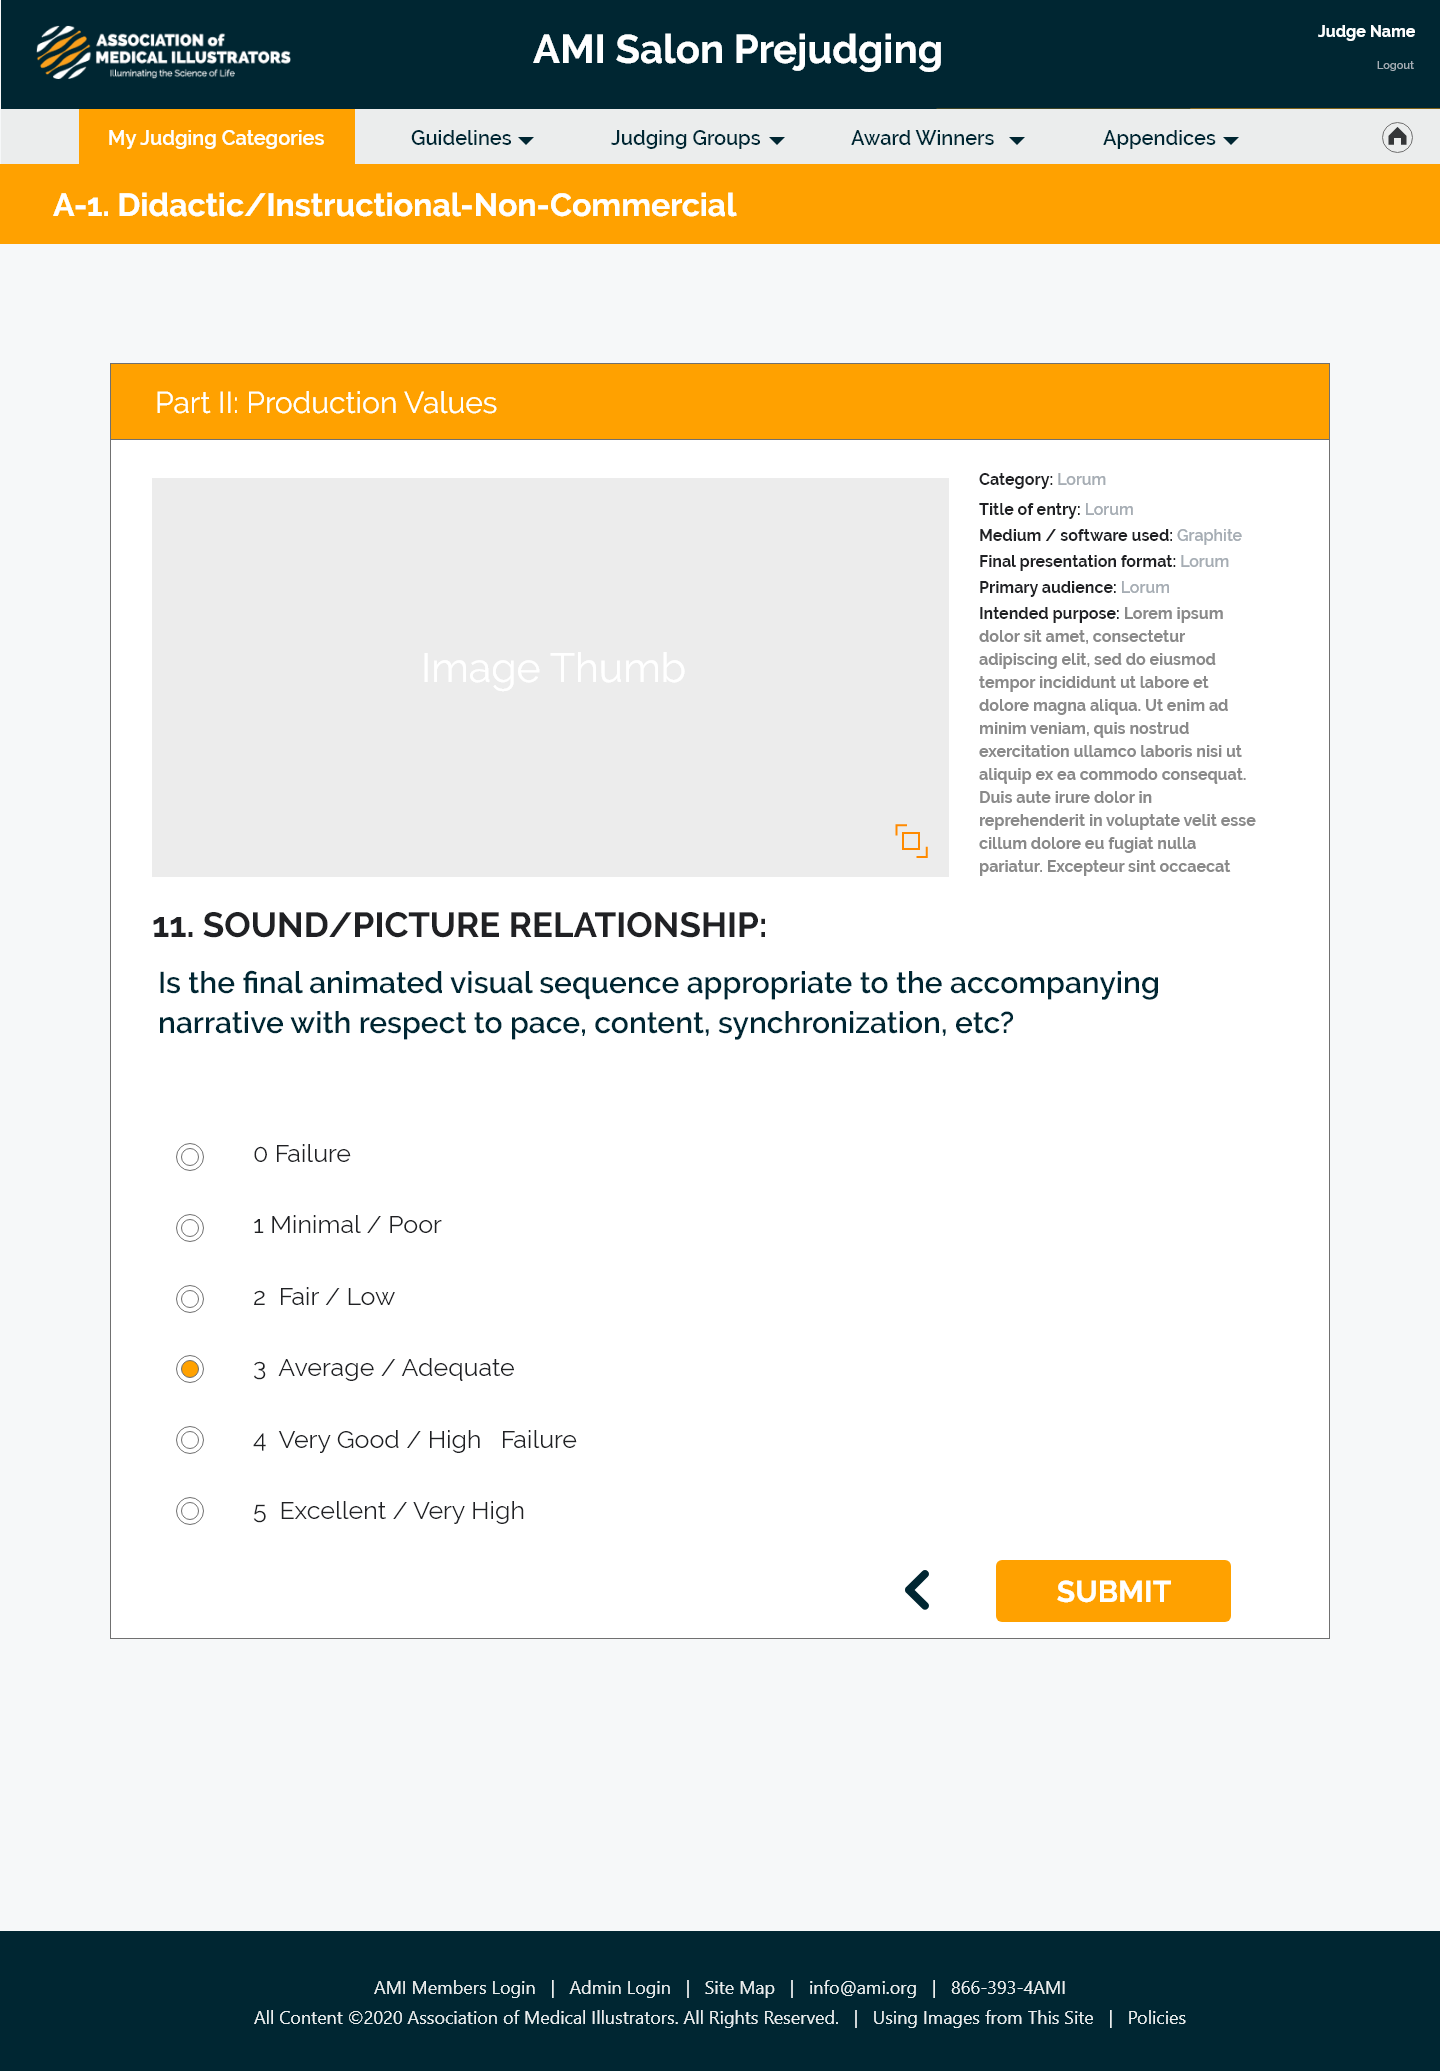 ASSOCIATION of
MEDICAL ILLUSTRATORS
Illuminating the Science of Life
AMI Salon Prejudging
Judge Name
Logout
My Judging Categories
Guidelines
Judging Groups
Award Winners
Appendices
A-1. Didactic/Instructional-Non-Commercial
Part II: Production Values
Image Thumb
Category: Lorum
Title of entry: Lorum
Medium / software used: Graphite
Final presentation format: Lorum
Primary audience: Lorum
Intended purpose: Lorem ipsum
dolor sit amet, consectetur
adipiscing elit, sed do eiusmod
tempor incididunt ut labore et
dolore magna aliqua. Ut enim ad
minim veniam, quis nostrud
exercitation ullamco laboris nisi ut
aliquip ex ea commodo consequat.
Duis aute irure dolor in
reprehenderit in voluptate velit esse
cillum dolore eu fugiat nulla
pariatur. Excepteur sint occaecat
11. SOUND/PICTURE RELATIONSHIP:
Is the final animated visual sequence appropriate to the accompanying
narrative with respect to pace, content, synchronization, etc?
0 Failure
1 Minimal / Poor
2 Fair / Low
3 Average / Adequate
4 Very Good / High Failure
5 Excellent / Very High
SUBMIT
AMI Members Login | Admin Login | Site Map | info@ami.org | 866-393-4AMI
All Content ©2020 Association of Medical Illustrators. All Rights Reserved. | Using Images from This Site | Policies